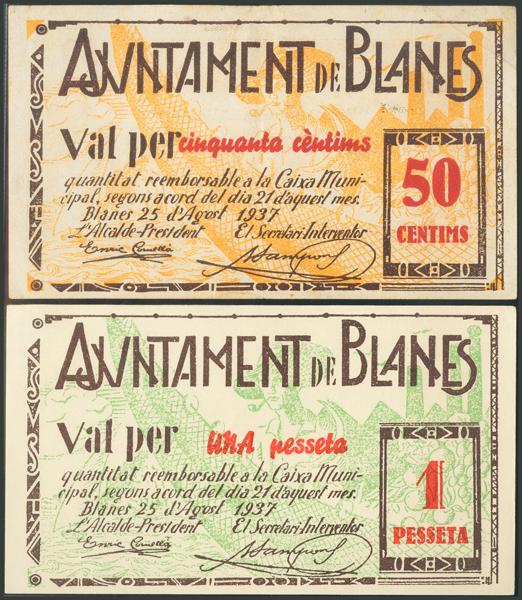 AJUNTAMENT DE BLANES
Val per cinquanta cèntims
quantitat reemborsable a la Caixa Muni-
cipal, segons acord del dia 21 d'aquest mes.
Blanes 25 d'Agost 1937
L'Alcalde-President El Secretari-Interventor
50
CENTIMS
AJUNTAMENT DE BLANES
Val per UNA pesseta
quantitat reemborsable a la Caixa Muni-
cipal, segons acord del dia 21 d'aquest mes.
Blanes 25 d'Agost 1937
L'Alcalde-President El Secretari-Interventor
1
PESSETA